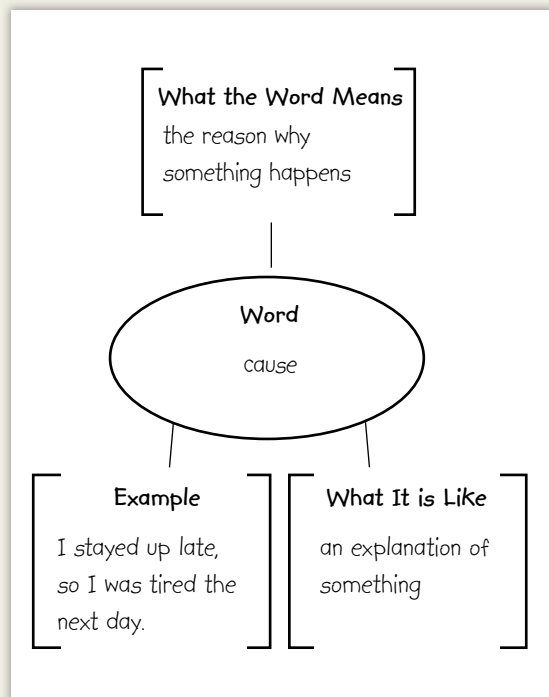 What the Word Means
the reason why
something happens
Word
cause
Example
I stayed up late,
so I was tired the
next day.
What It is Like
an explanation of
something